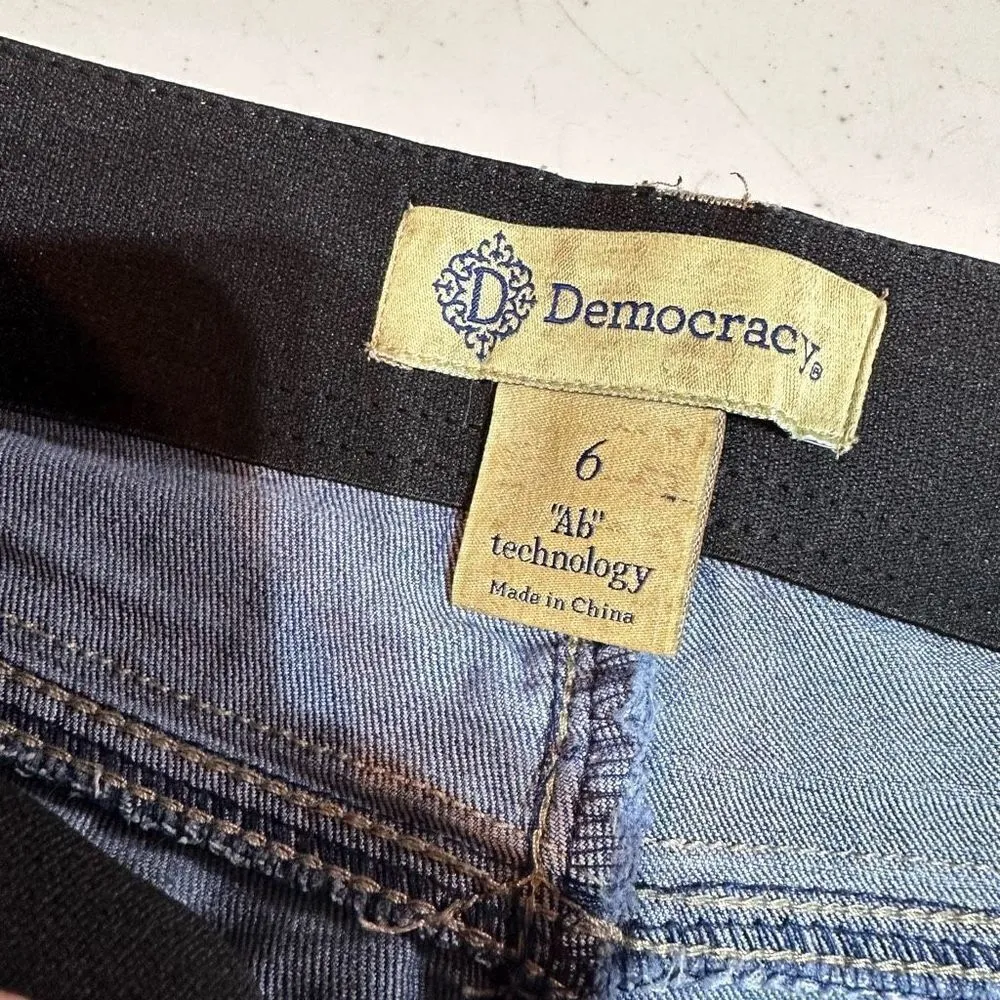 D Democracy®
6
"Ab"
technology
Made in China